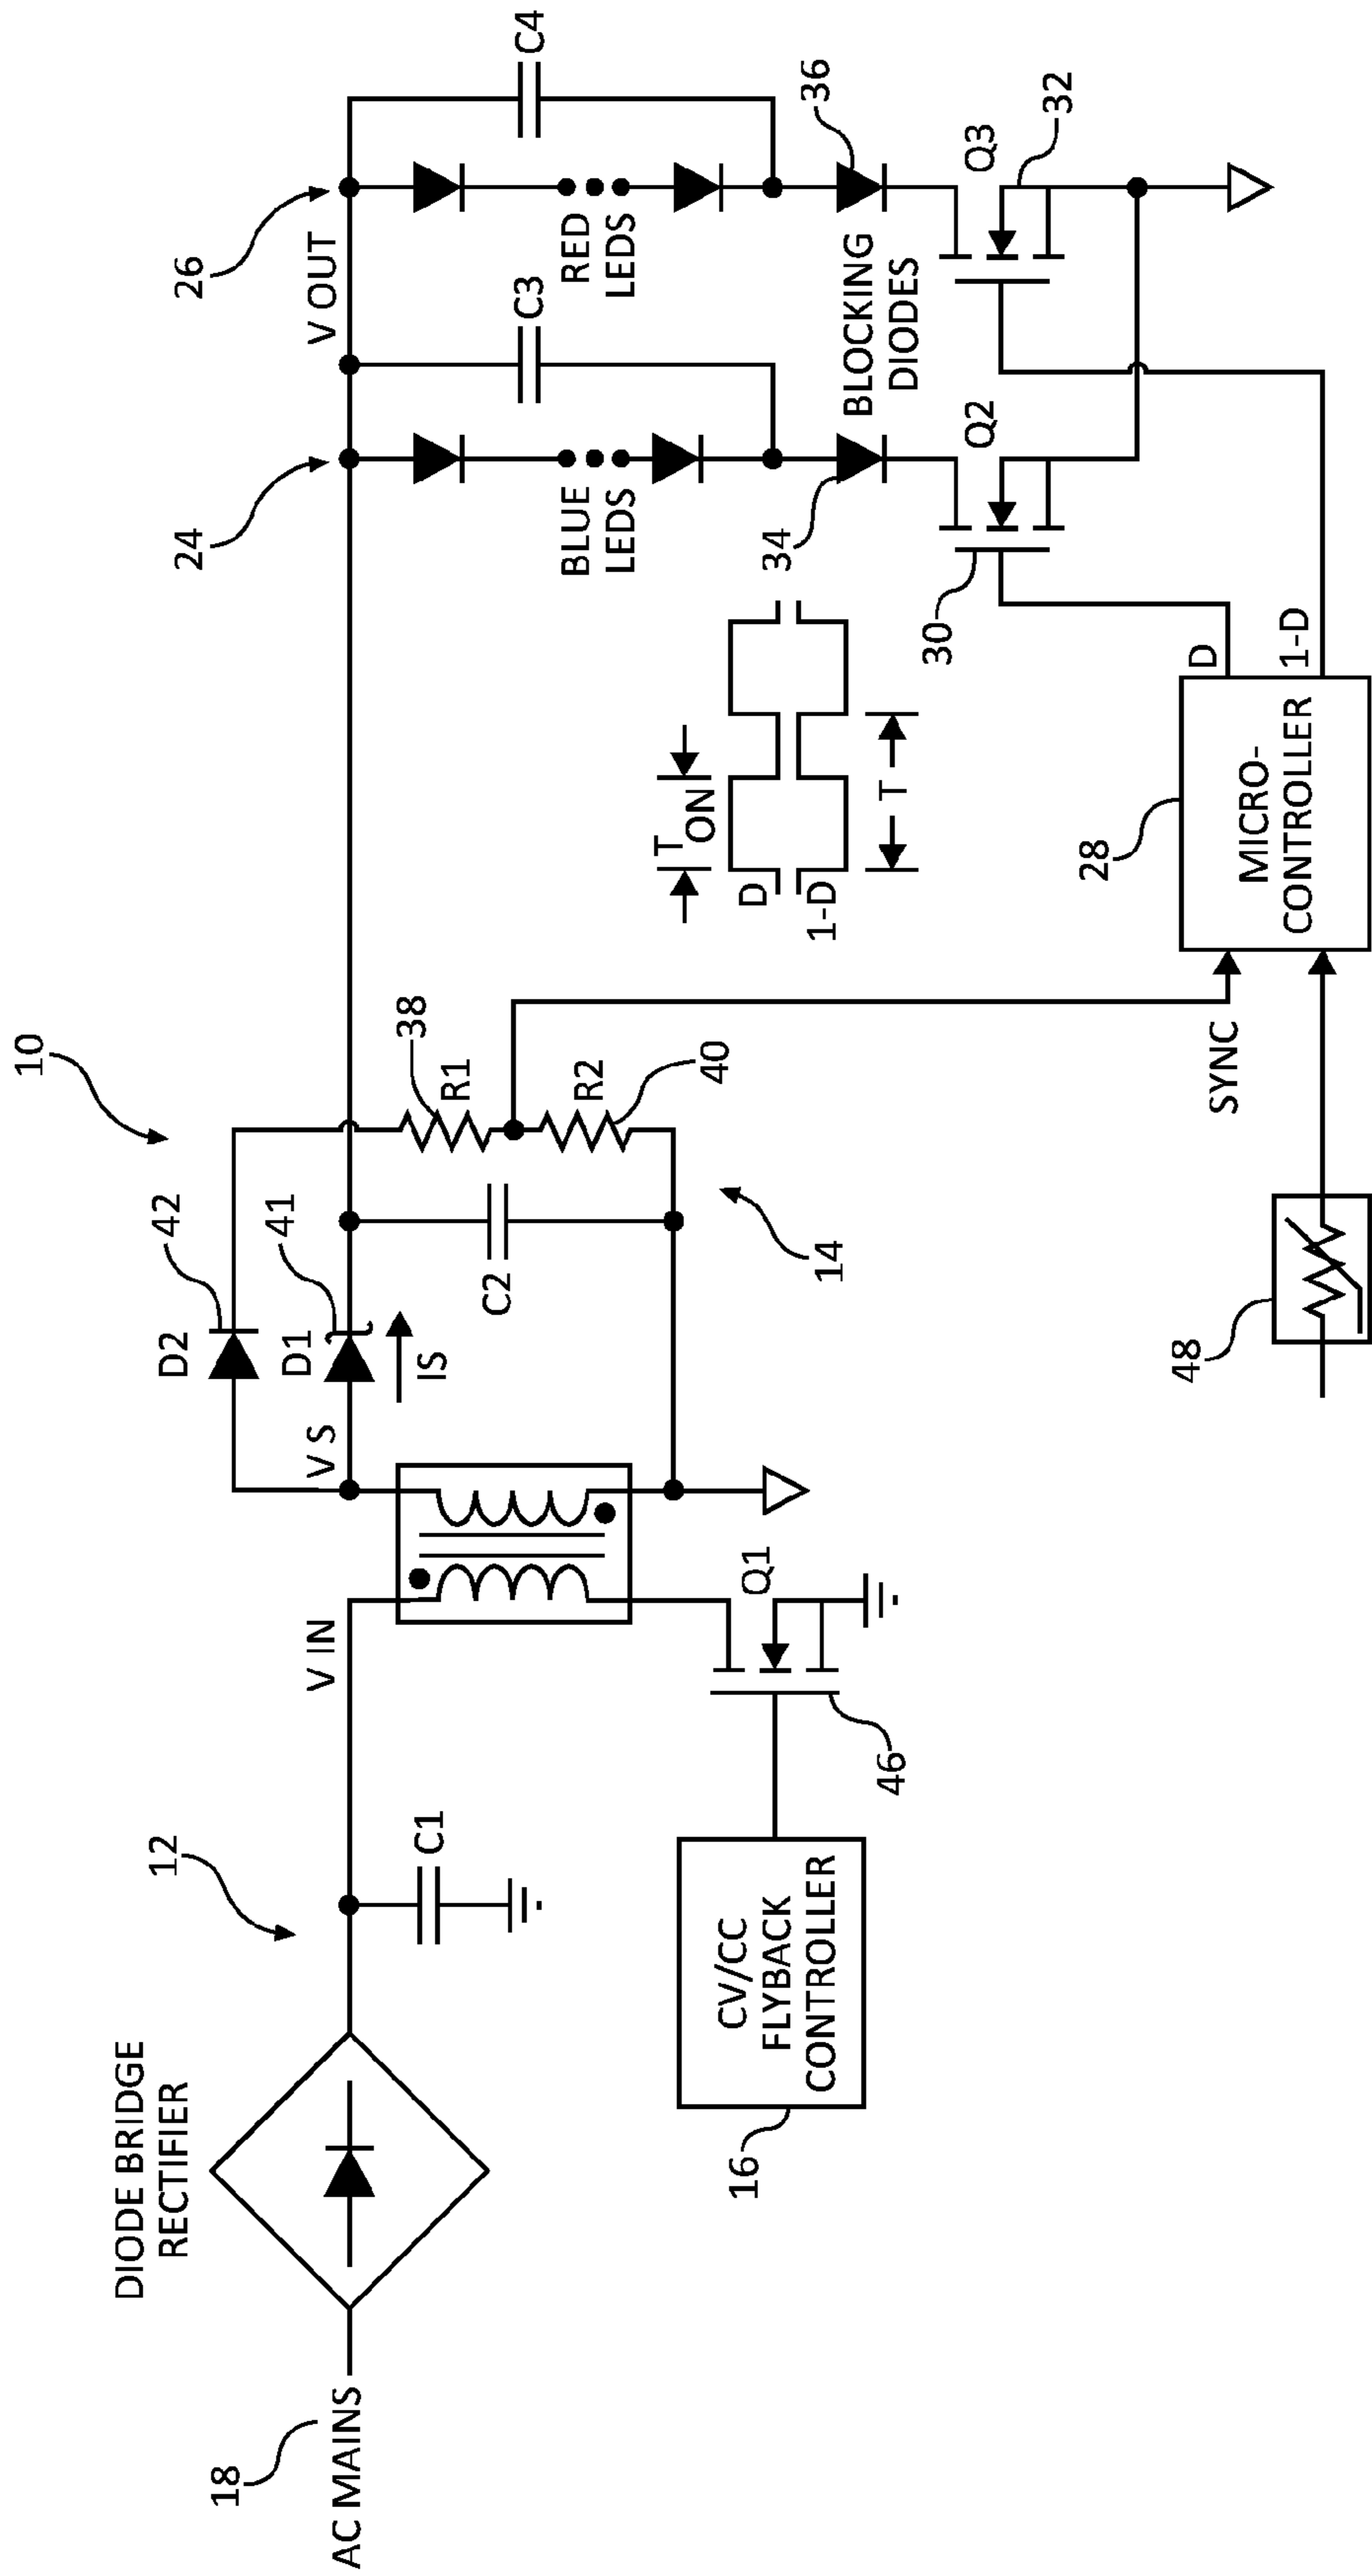 10
12
14
DIODE BRIDGE
RECTIFIER
18
AC MAINS
C1
V IN
CV/CC
FLYBACK
CONTROLLER
16
Q1
46
V S
D2
42
D1
41
IS
C2
R1
38
R2
40
SYNC
48
MICRO-
CONTROLLER
28
D
1-D
T
ON
D
1-D
T
24
V OUT
26
BLUE
LEDS
C3
RED
LEDS
C4
34
BLOCKING
DIODES
36
30
Q2
Q3
32